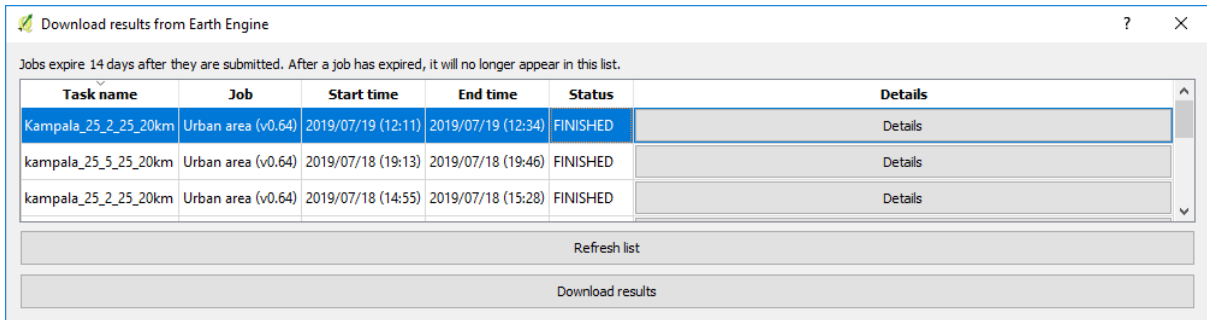 Download results from Earth Engine
Jobs expire 14 days after they are submitted. After a job has expired, it will no longer appear in this list.
Task name Job Start time End time Status Details
Kampala_25_2_25_20km Urban area (v0.64) 2019/07/19 (12:11) 2019/07/19 (12:34) FINISHED Details
kampala_25_5_25_20km Urban area (v0.64) 2019/07/18 (19:13) 2019/07/18 (19:46) FINISHED Details
kampala_25_2_25_20km Urban area (v0.64) 2019/07/18 (14:55) 2019/07/18 (15:28) FINISHED Details
Refresh list
Download results